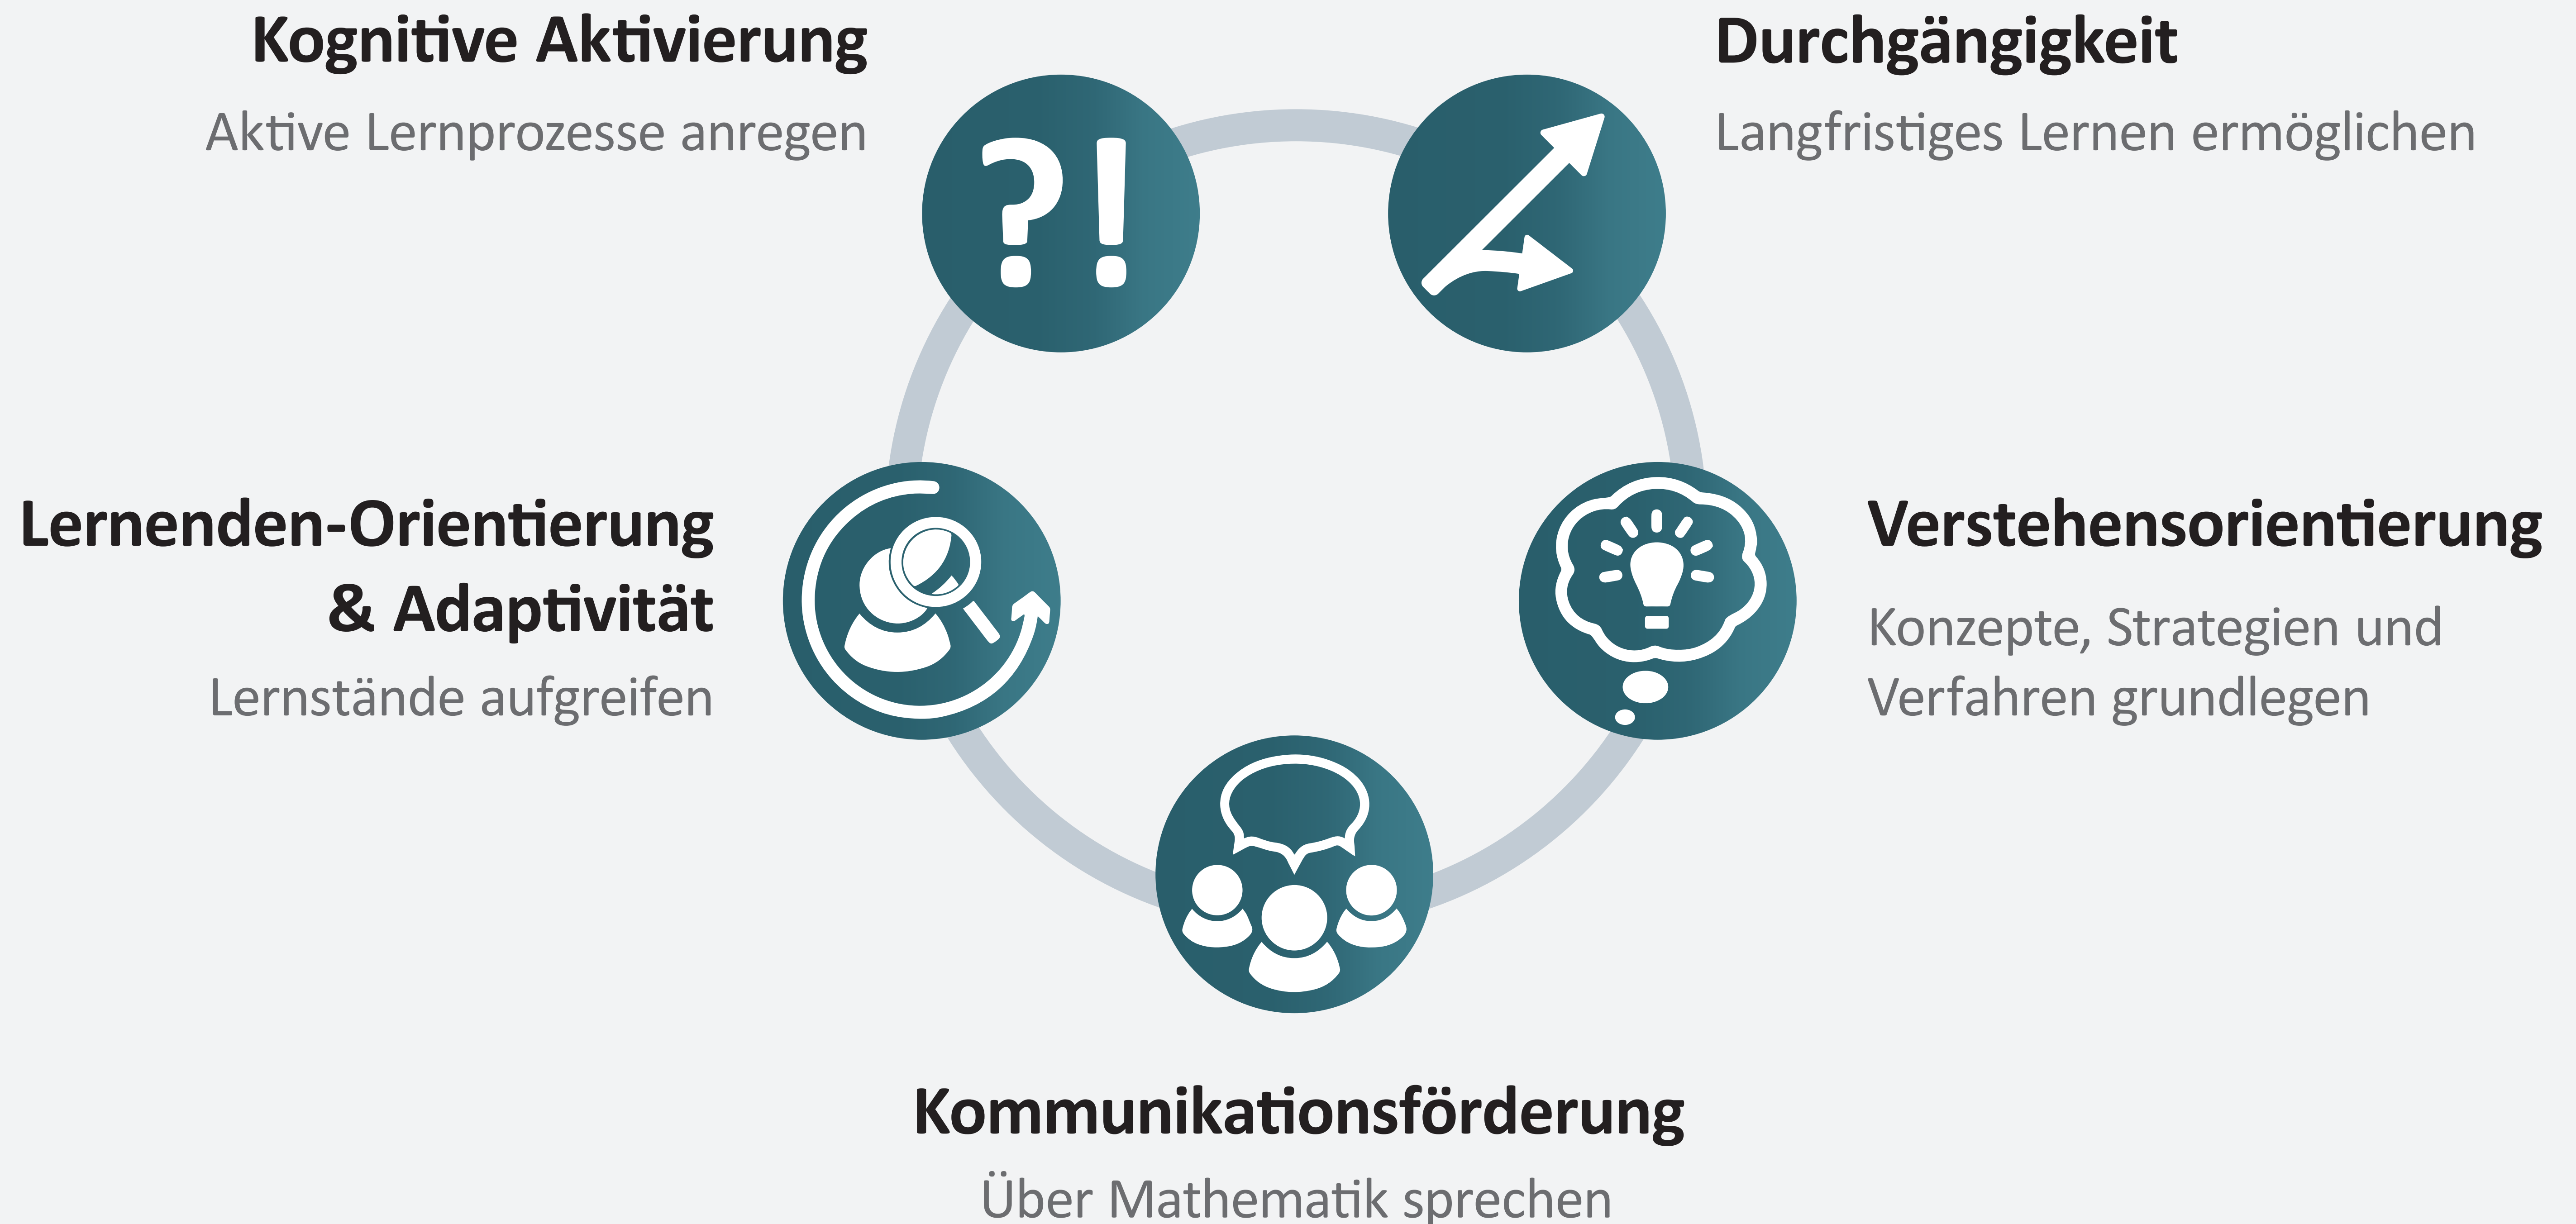 Kognitive Aktivierung
Aktive Lernprozesse anregen
Durchgängigkeit
Langfristiges Lernen ermöglichen
?!
Lernenden-Orientierung
& Adaptivität
Lernstände aufgreifen
Verstehensorientierung
Konzepte, Strategien und
Verfahren grundlegen
Kommunikationsförderung
Über Mathematik sprechen